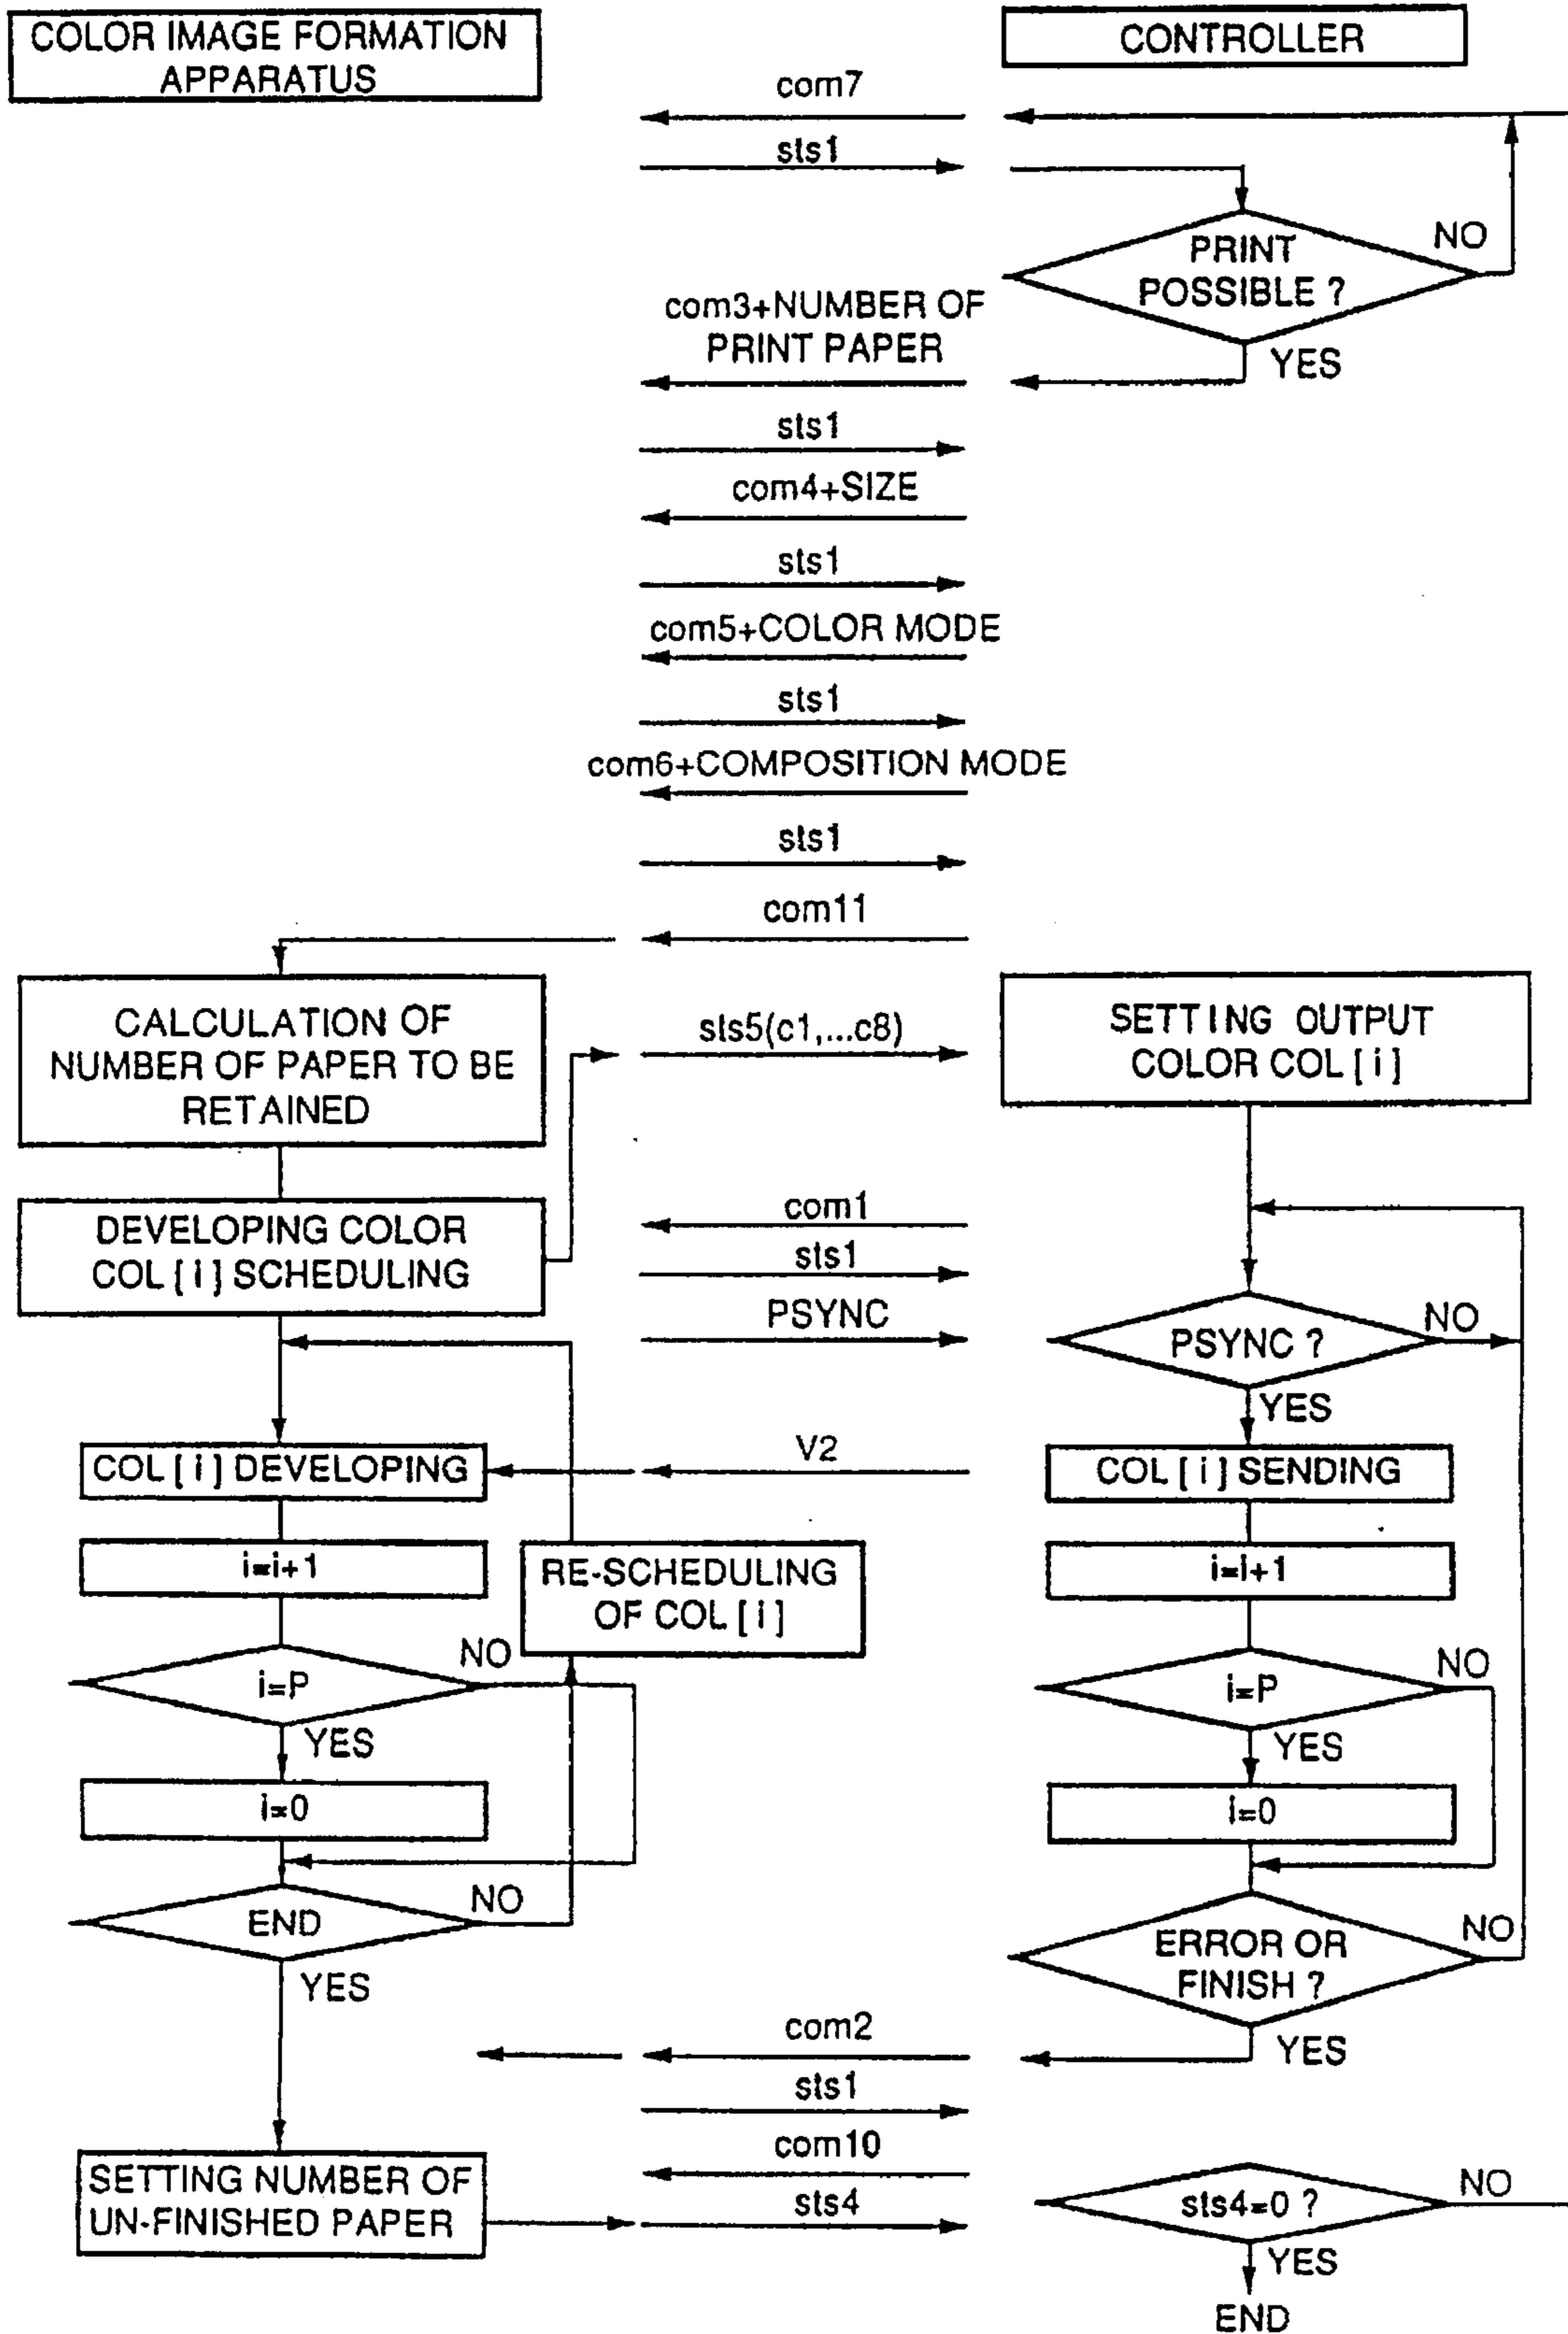 COLOR IMAGE FORMATION
APPARATUS
CONTROLLER
com7
sts1
PRINT
POSSIBLE ?
NO
YES
com3+NUMBER OF
PRINT PAPER
sts1
com4+SIZE
sts1
com5+COLOR MODE
sts1
com6+COMPOSITION MODE
sts1
com11
CALCULATION OF
NUMBER OF PAPER TO BE
RETAINED
sts5(c1,...c8)
SETTING OUTPUT
COLOR COL [ i ]
DEVELOPING COLOR
COL [ i ] SCHEDULING
com1
sts1
PSYNC
PSYNC ?
NO
YES
COL [ i ] DEVELOPING
V2
COL [ i ] SENDING
i=i+1
RE-SCHEDULING
OF COL [ i ]
i=i+1
i=P
NO
YES
i=P
NO
YES
i=0
i=0
END
NO
YES
ERROR OR
FINISH ?
NO
YES
com2
sts1
com10
sts4
SETTING NUMBER OF
UN-FINISHED PAPER
sts4=0 ?
NO
YES
END